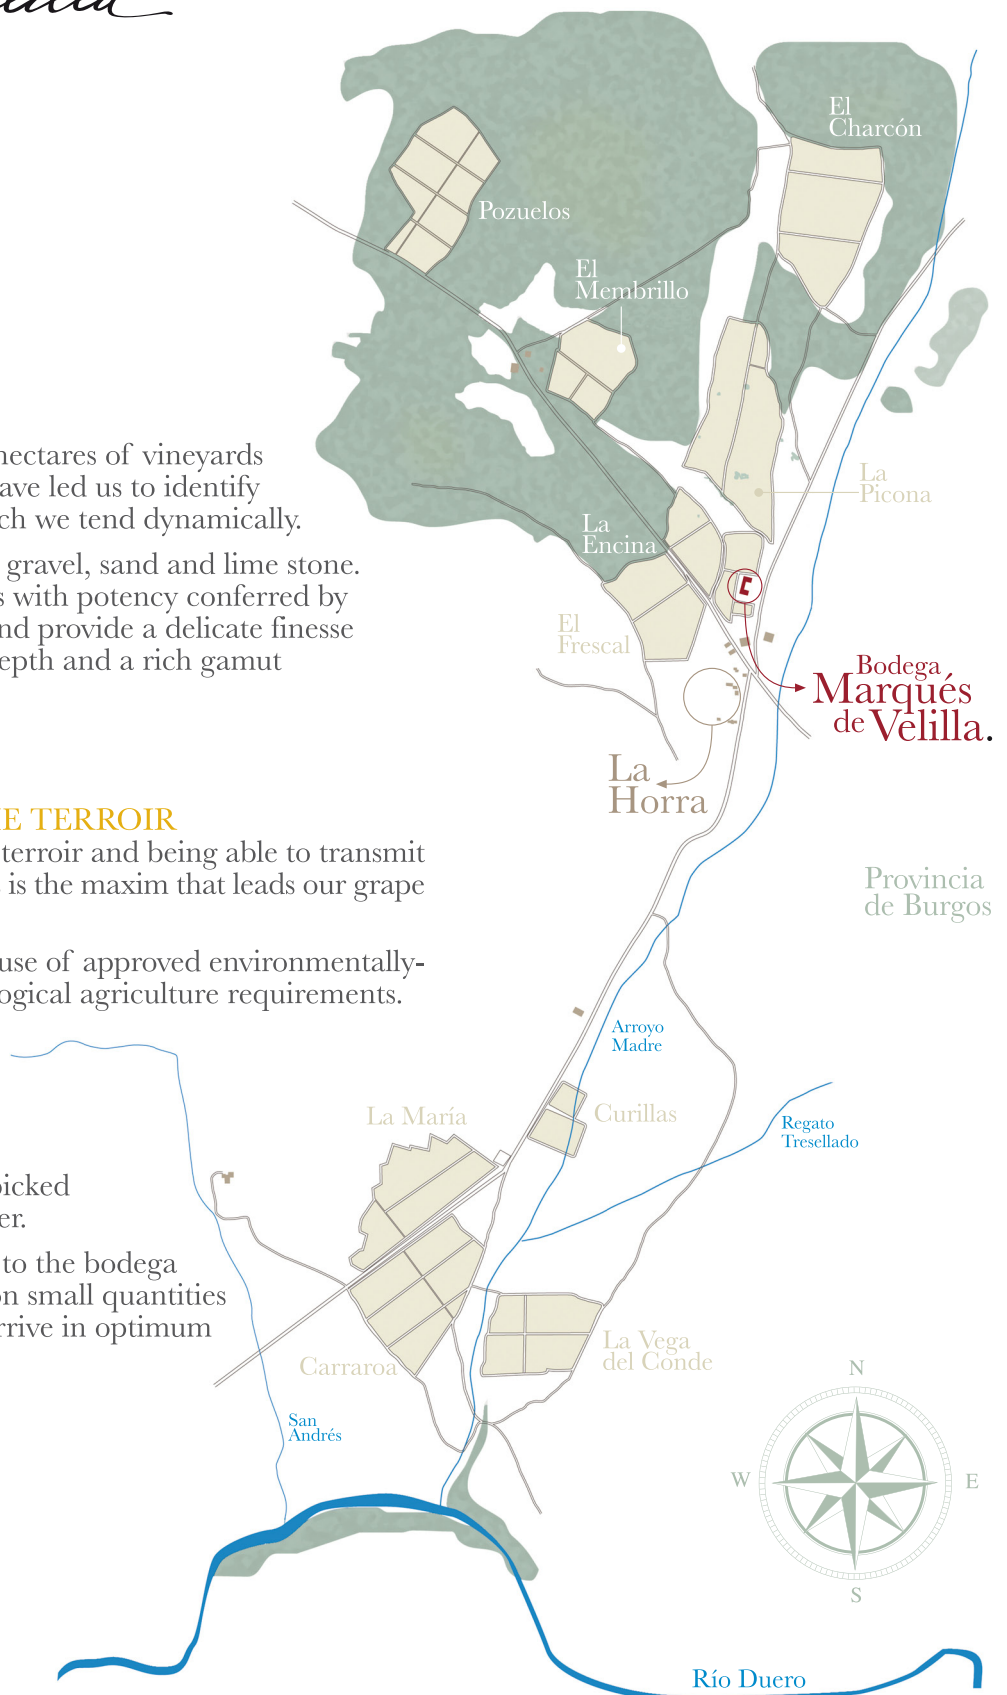 El
Charcón
Pozuelos
El
Membrillo
hectares of vineyards
ave led us to identify
ch we tend dynamically.
La
Picona
La
Encina
gravel, sand and lime stone.
s with potency conferred by
nd provide a delicate finesse
epth and a rich gamut
El
Frescal
Bodega
Marqués
de Velilla.
La
Horra
E TERROIR
terroir and being able to transmit
is the maxim that leads our grape
Provincia
de Burgos
use of approved environmentally-
ogical agriculture requirements.
Arroyo
Madre
La María
Curillas
Regato
Tresellado
picked
er.
to the bodega
on small quantities
rrive in optimum
La Vega
del Conde
Carraroa
San
Andrés
N
W
E
S
Río Duero